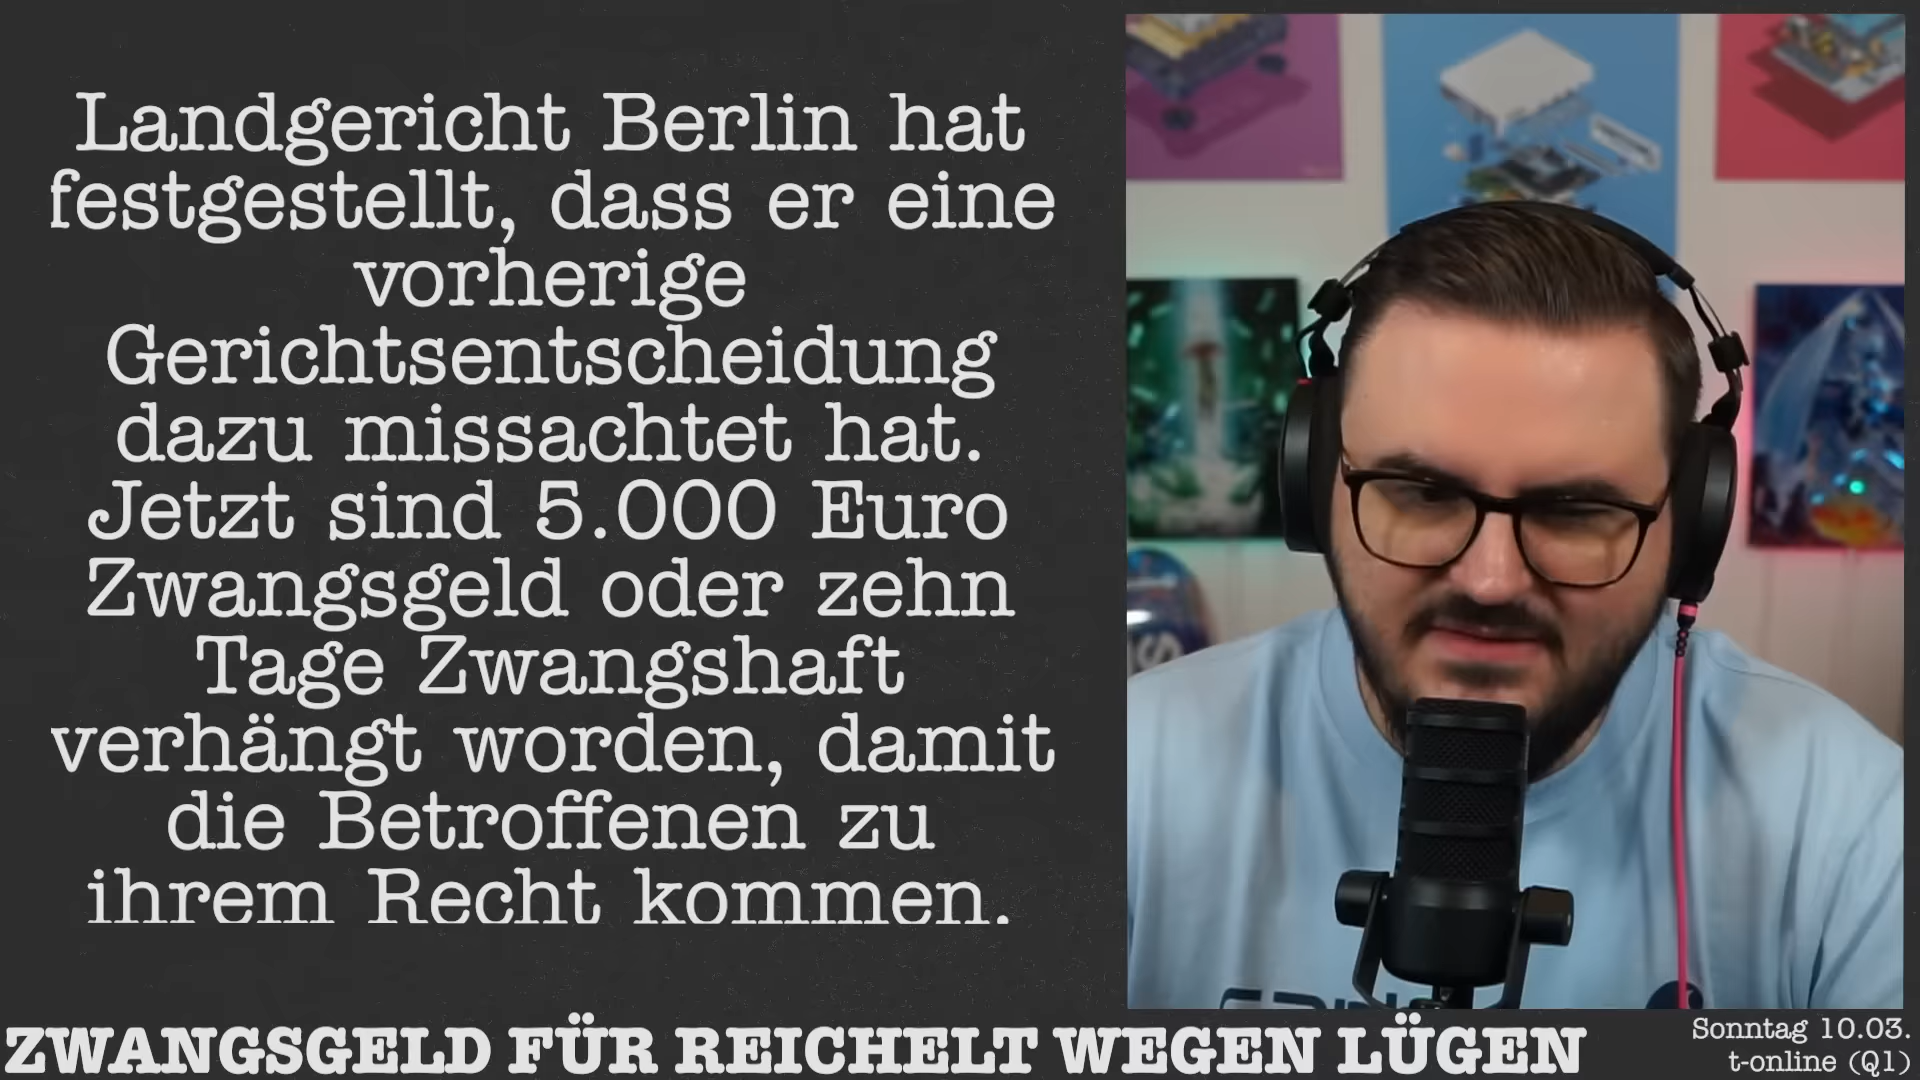 Landgericht Berlin hat
festgestellt, dass er eine
vorherige
Gerichtsentscheidung
dazu missachtet hat.
Jetzt sind 5.000 Euro
Zwangsgeld oder zehn
Tage Zwangshaft
verhängt worden, damit
die Betroffenen zu
ihrem Recht kommen.
ZWANGSGELD FÜR REICHELT WEGEN LÜGEN
Sonntag 10.03.
t-online (Q1)